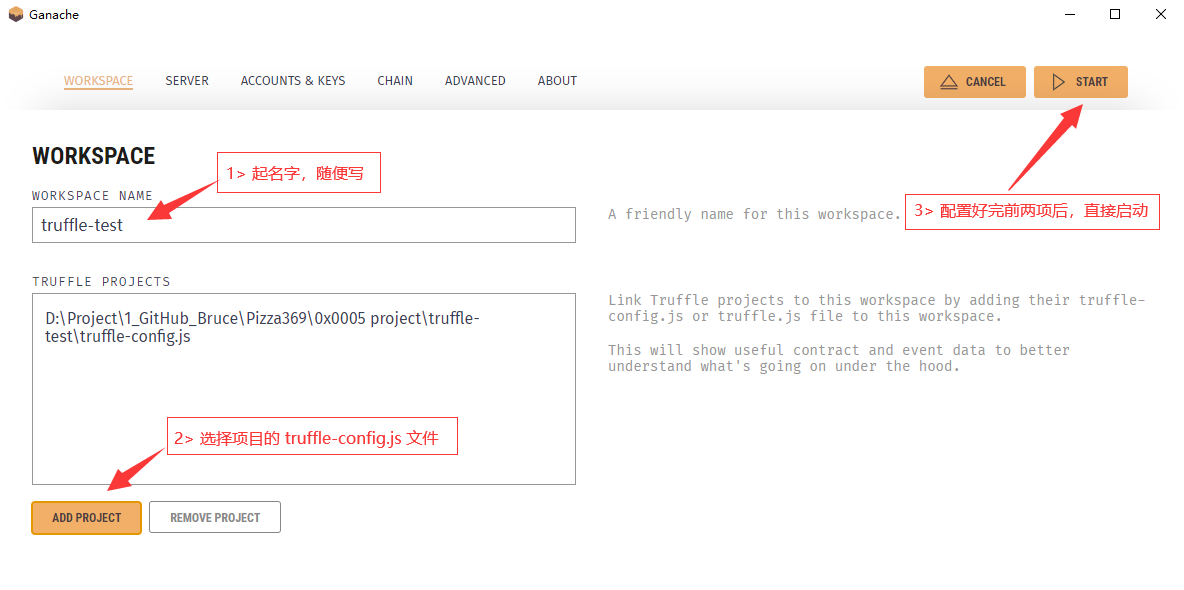 Ganache
WORKSPACE SERVER ACCOUNTS & KEYS CHAIN ADVANCED ABOUT
CANCEL START
WORKSPACE
1> 起名字，随便写
WORKSPACE NAME
truffle-test
A friendly name for this workspace.
3> 配置好完前两项后，直接启动
TRUFFLE PROJECTS
D:\Project\1_GitHub_Bruce\Pizza369\0x0005 project\truffle-
test\truffle-config.js
Link Truffle projects to this workspace by adding their truffle-
config.js or truffle.js file to this workspace.
This will show useful contract and event data to better
understand what's going on under the hood.
2> 选择项目的 truffle-config.js 文件
ADD PROJECT REMOVE PROJECT